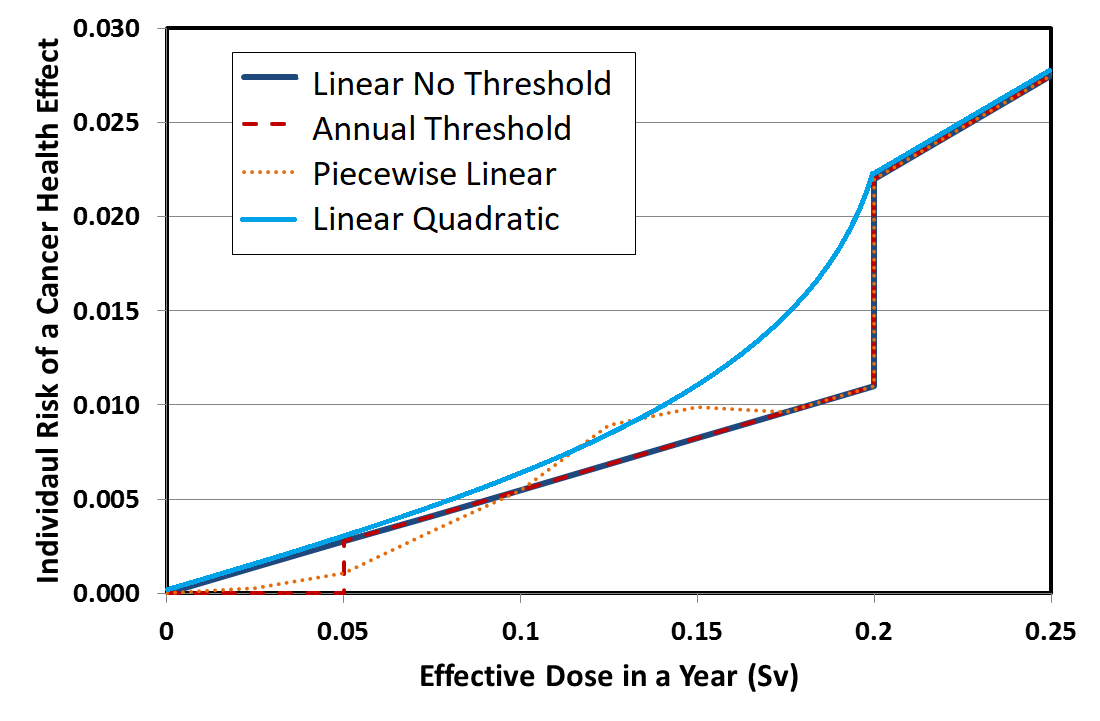 Individaul Risk of a Cancer Health Effect
0.030
0.025
0.020
0.015
0.010
0.005
0.000
Linear No Threshold
Annual Threshold
Piecewise Linear
Linear Quadratic
0
0.05
0.1
0.15
0.2
0.25
Effective Dose in a Year (Sv)